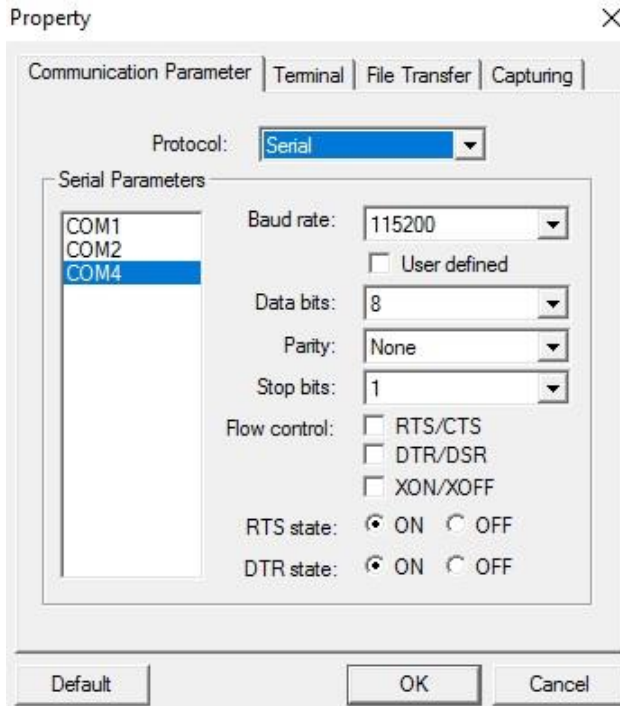 Property
Communication Parameter Terminal File Transfer Capturing
Protocol: Serial
Serial Parameters
COM1
COM2
COM4
Baud rate: 115200
User defined
Data bits: 8
Parity: None
Stop bits: 1
Flow control: RTS/CTS
DTR/DSR
XON/XOFF
RTS state: ON OFF
DTR state: ON OFF
Default OK Cancel